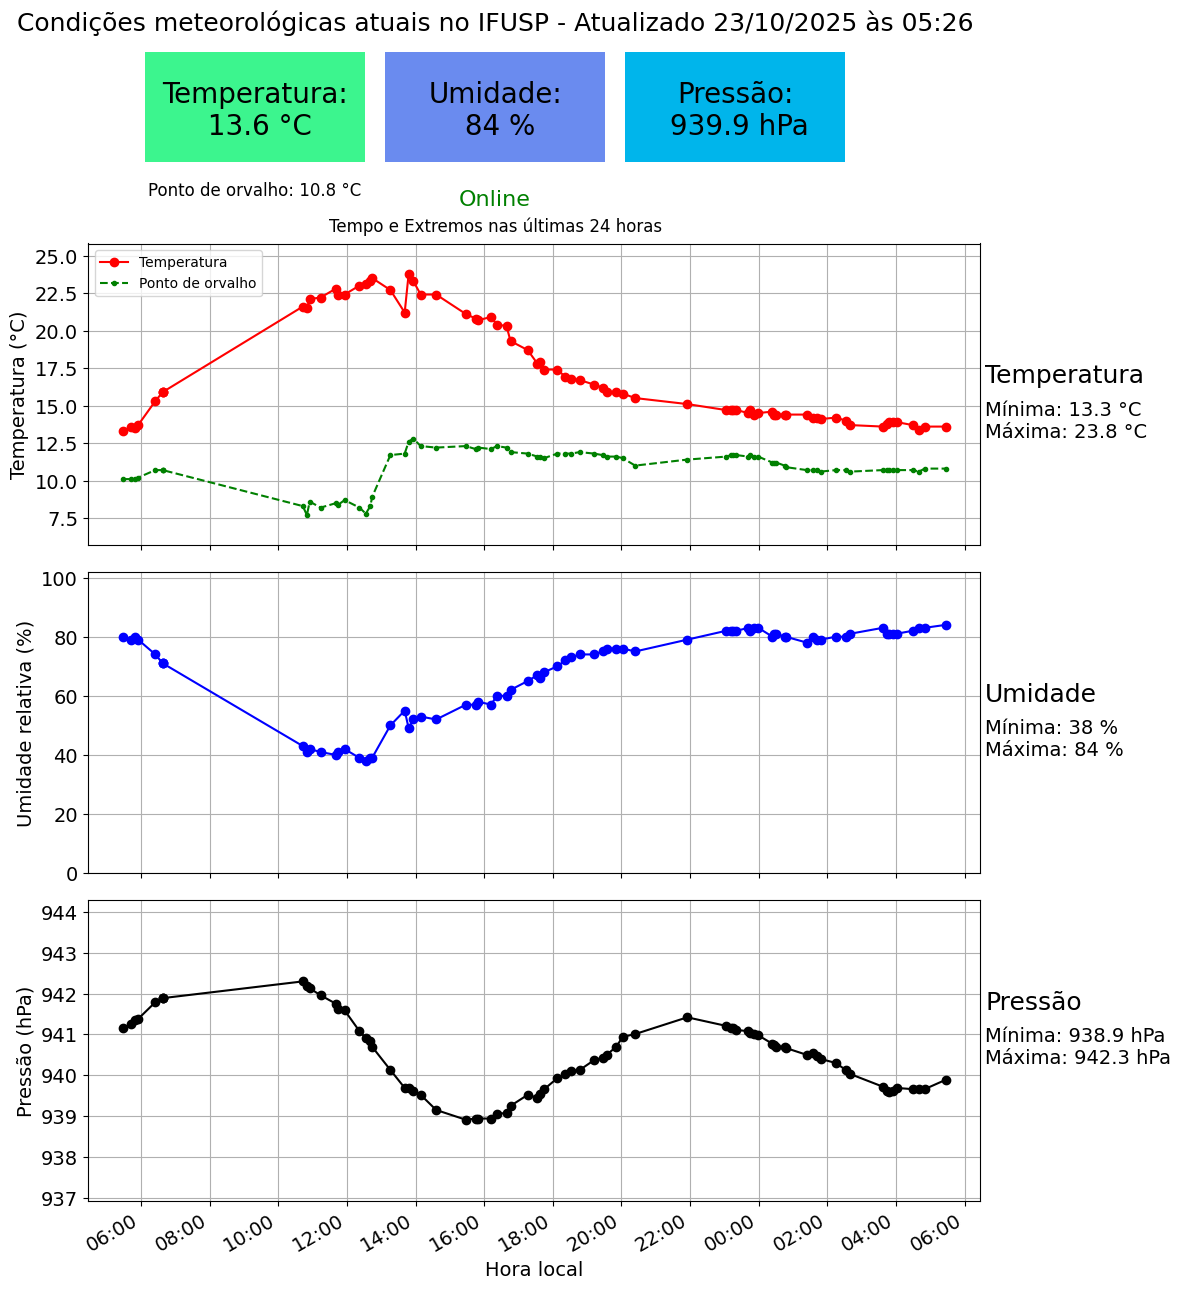 Condições meteorológicas atuais no IFUSP - Atualizado 23/10/2025 às 05:26
Temperatura:
13.6 °C
Umidade:
84 %
Pressão:
939.9 hPa
Ponto de orvalho: 10.8 °C
Online
Tempo e Extremos nas últimas 24 horas
Temperatura
Ponto de orvalho
Temperatura (°C)
25.0
22.5
20.0
17.5
15.0
12.5
10.0
7.5
Temperatura
Mínima: 13.3 °C
Máxima: 23.8 °C
Umidade relativa (%)
100
80
60
40
20
0
Umidade
Mínima: 38 %
Máxima: 84 %
Pressão (hPa)
944
943
942
941
940
939
938
937
Pressão
Mínima: 938.9 hPa
Máxima: 942.3 hPa
06:00
08:00
10:00
12:00
14:00
16:00
18:00
20:00
22:00
00:00
02:00
04:00
06:00
Hora local